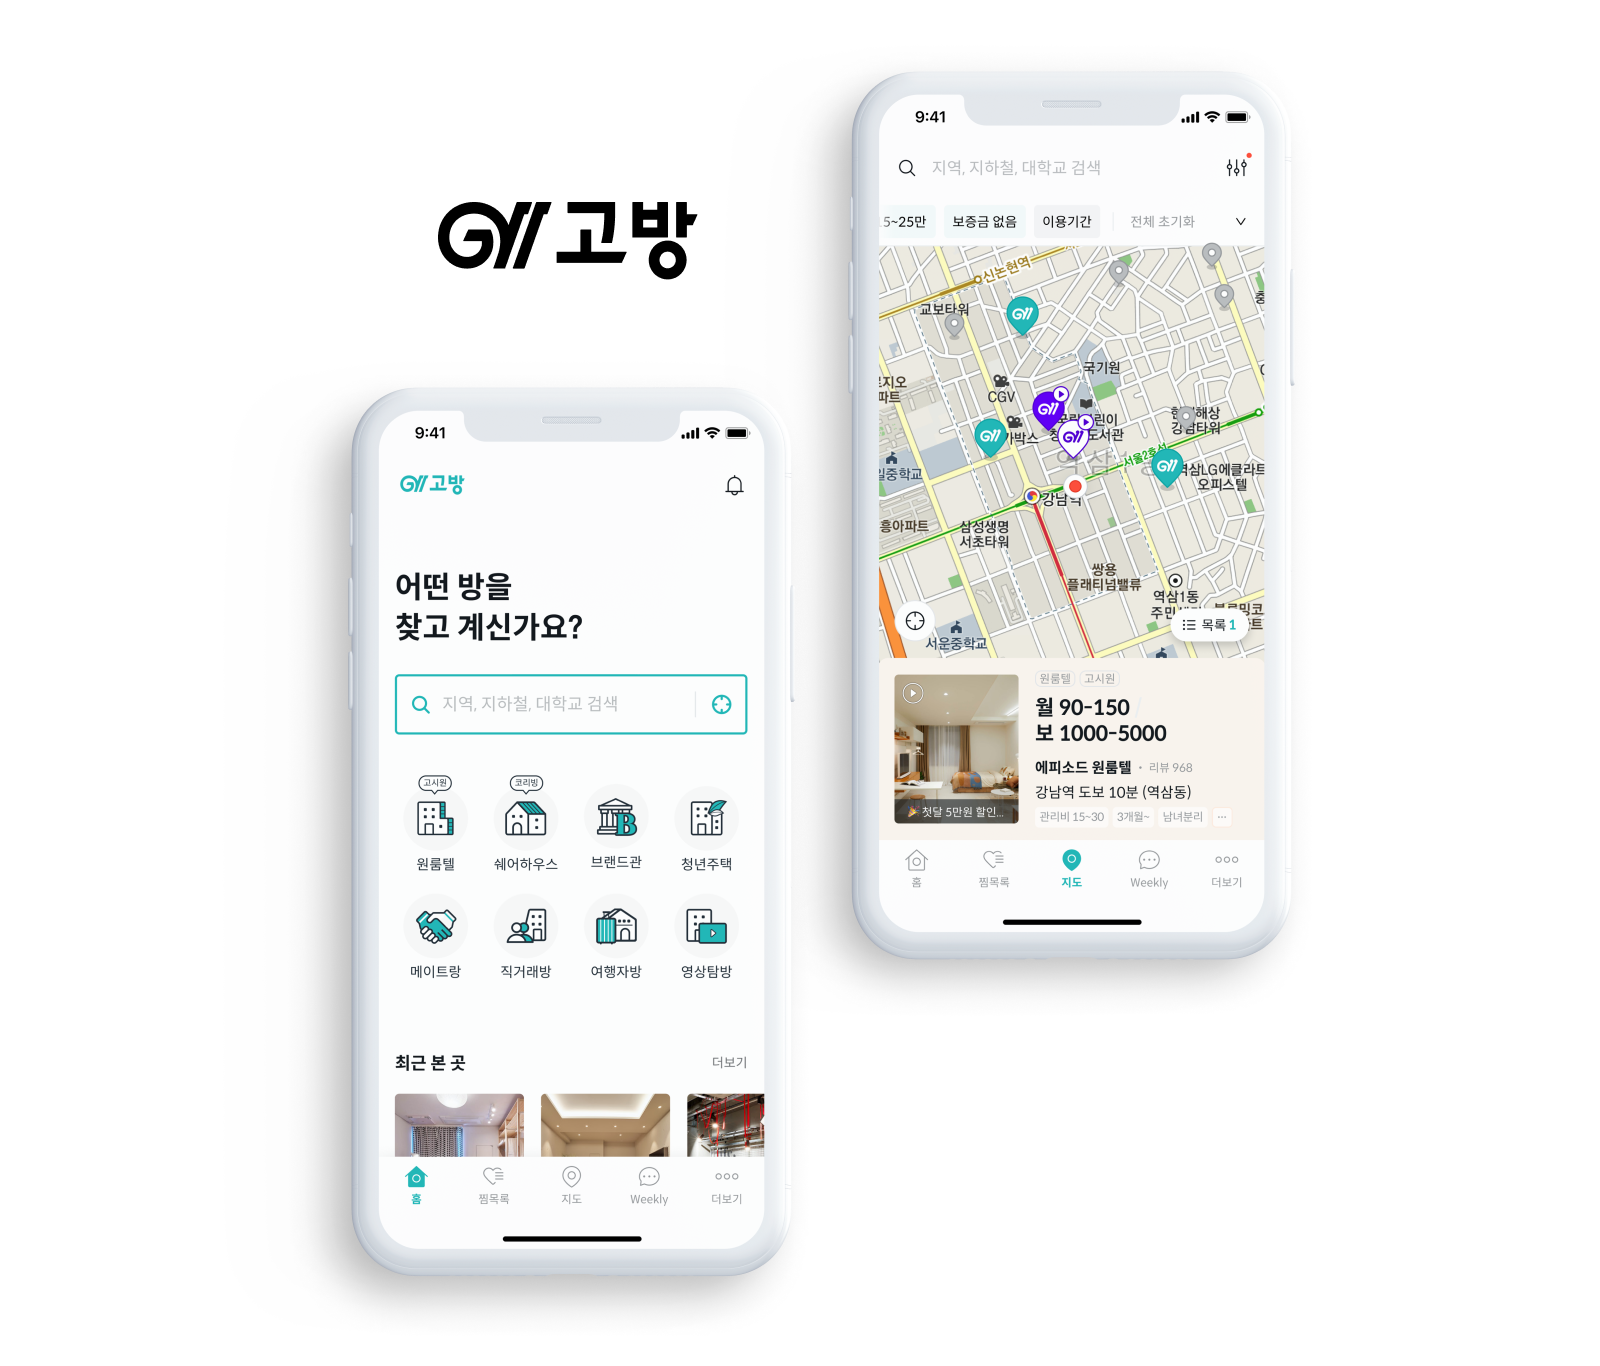 고방
9:41
고방
어떤 방을
찾고 계신가요?
지역, 지하철, 대학교 검색
고시원
코리빙
원룸텔
쉐어하우스
브랜드관
청년주택
메이트랑
직거래방
여행자방
영상탐방
최근 본 곳
더보기
홈
찜목록
지도
Weekly
더보기
9:41
지역, 지하철, 대학교 검색
5~25만
보증금 없음
이용기간
전체 초기화
신논현역
교보타워
국기원
CGV
강남타워
서울2호선
역삼LG에클라트
오피스텔
강남역
흥아파트
삼성생명
서초타워
쌍용
플래티넘밸류
역삼1동
서운중학교
목록 1
원룸텔
고시원
월 90-150 /
보 1000-5000
에피소드 원룸텔 · 리뷰 968
강남역 도보 10분 (역삼동)
관리비 15~30
3개월~
남녀분리
...
첫달 5만원 할인...
홈
찜목록
지도
Weekly
더보기